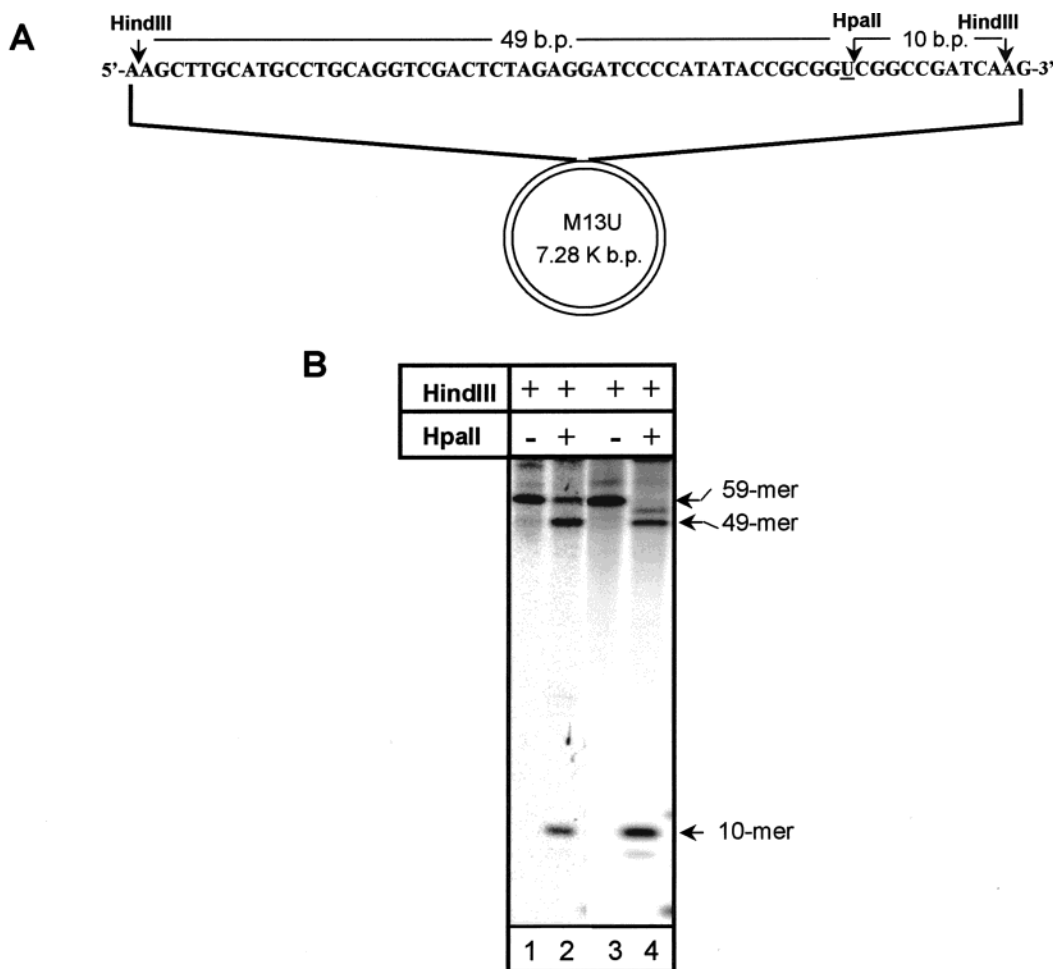 A
HindIII 49 b.p. HpaII 10 b.p. HindIII
5'-AAGCTTGCATGCCTGCAGGTCGACTCTAGAGGATCCCCATATACCGCGGUCGGCCGATCAAG-3'
M13U
7.28 K b.p.
B
HindIII + + + +
HpaII - + - +
59-mer
49-mer
10-mer
1 2 3 4